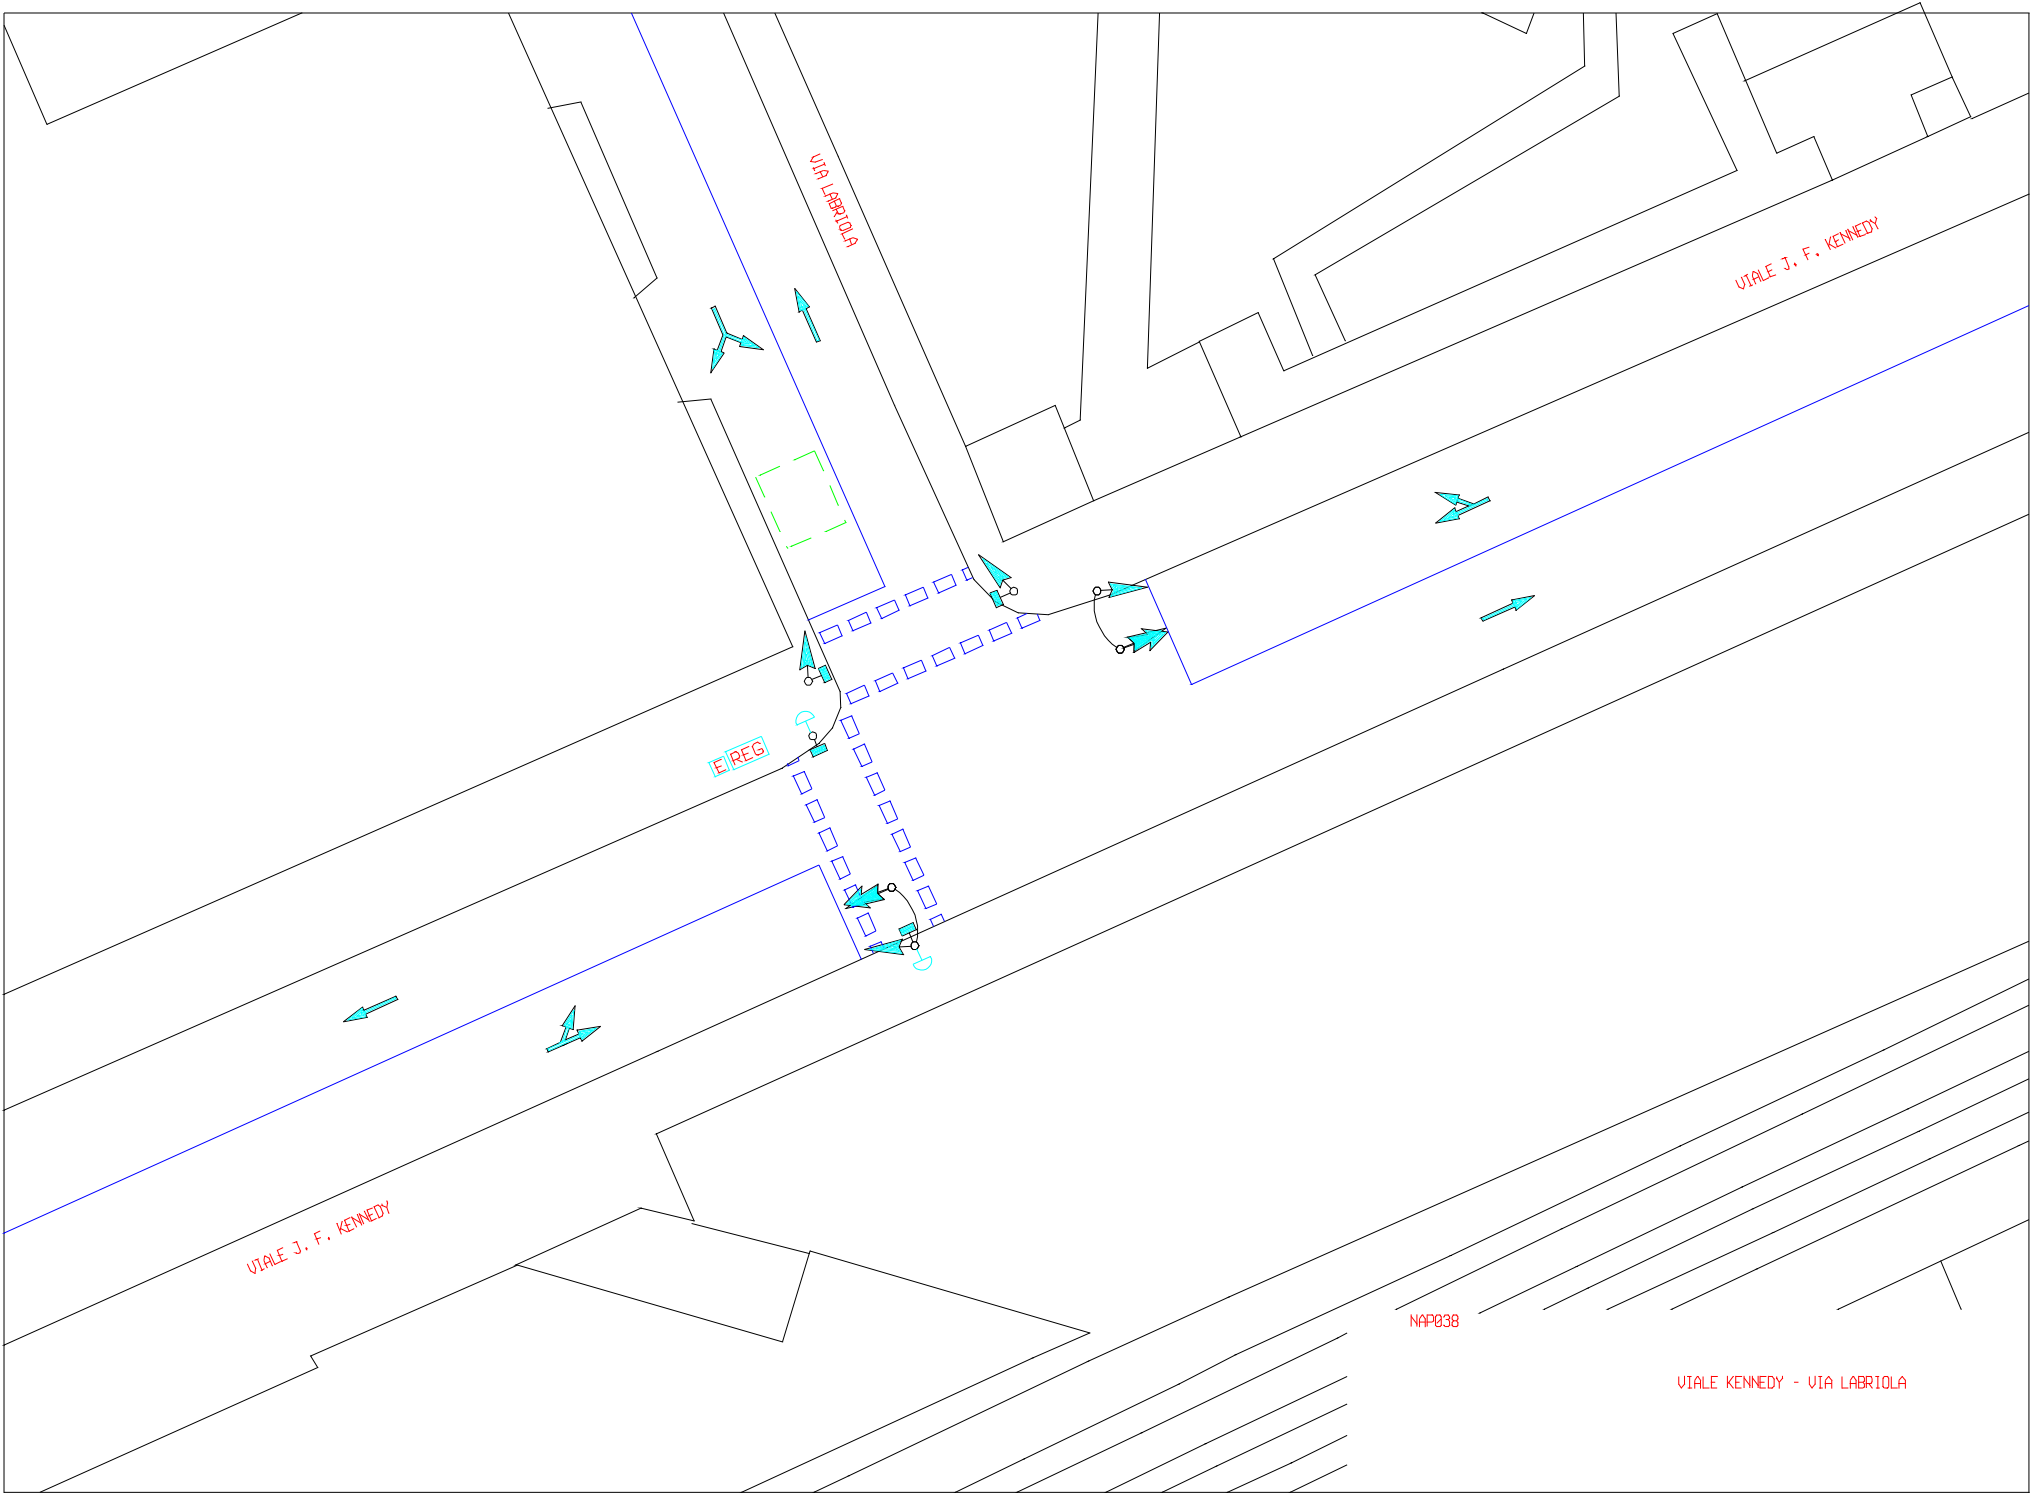 VIA LABRIOLA
VIALE J. F. KENNEDY
E REG
VIALE J. F. KENNEDY
NAP038
VIALE KENNEDY - VIA LABRIOLA